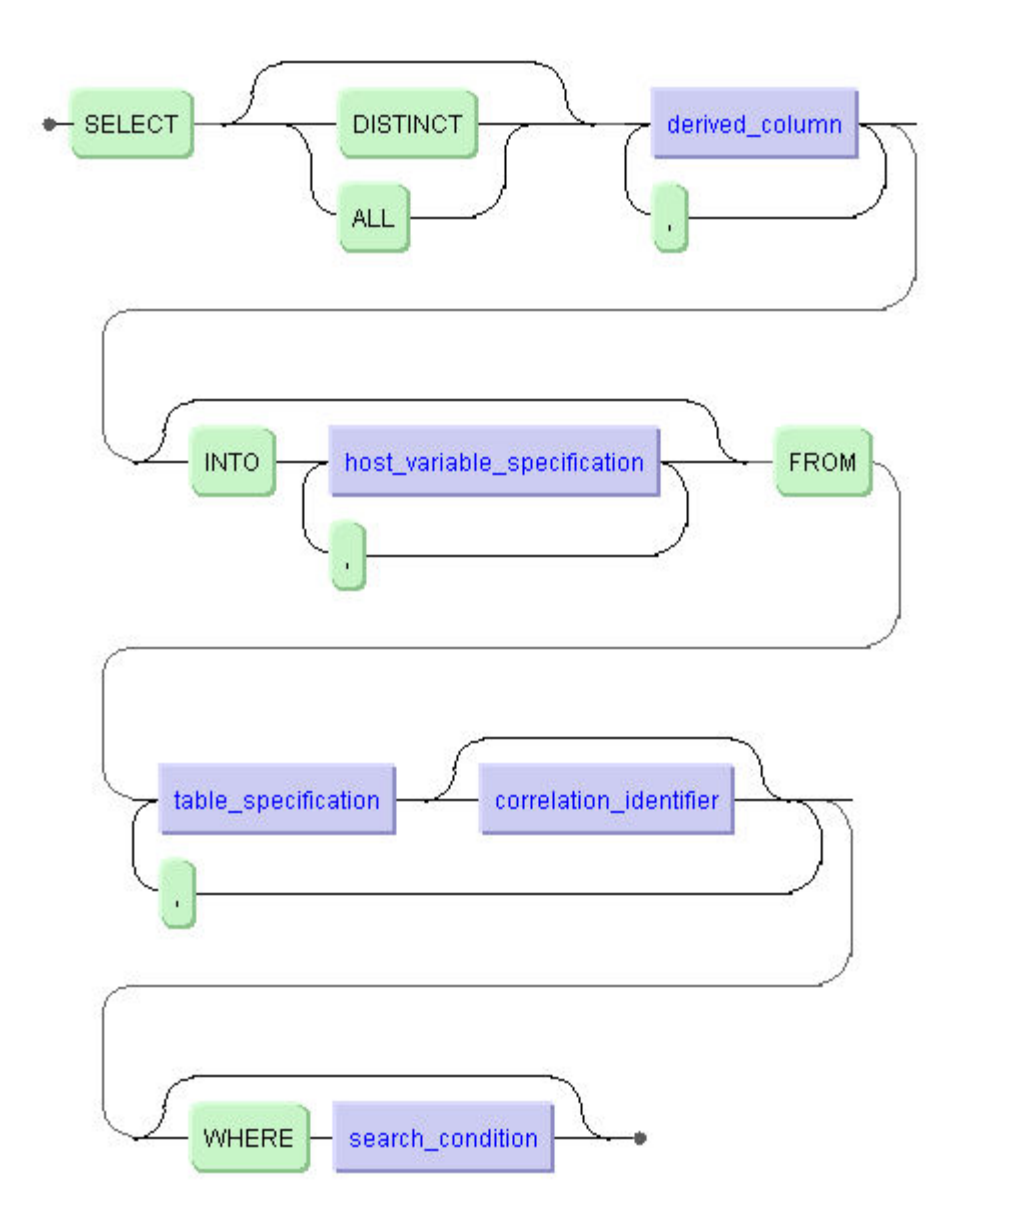 SELECT DISTINCT derived_column
ALL ,
INTO host_variable_specification FROM
,
table_specification correlation_identifier
,
WHERE search_condition